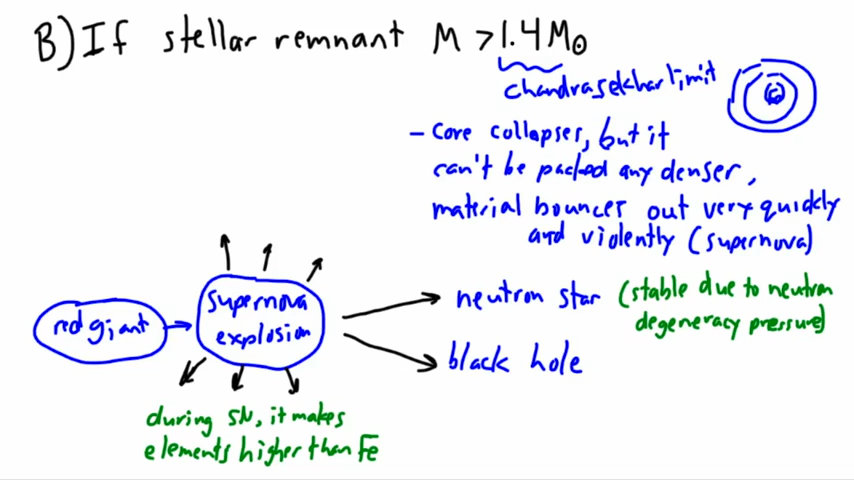 B) If stellar remnant M > 1.4 M⊙
chandrasekhar limit
- core collapses, but it
can't be packed any denser,
material bounces out very quickly
and violently (supernova)
red giant
supernova
explosion
neutron star (stable due to neutron
degeneracy pressure)
black hole
during SN, it makes
elements higher than Fe